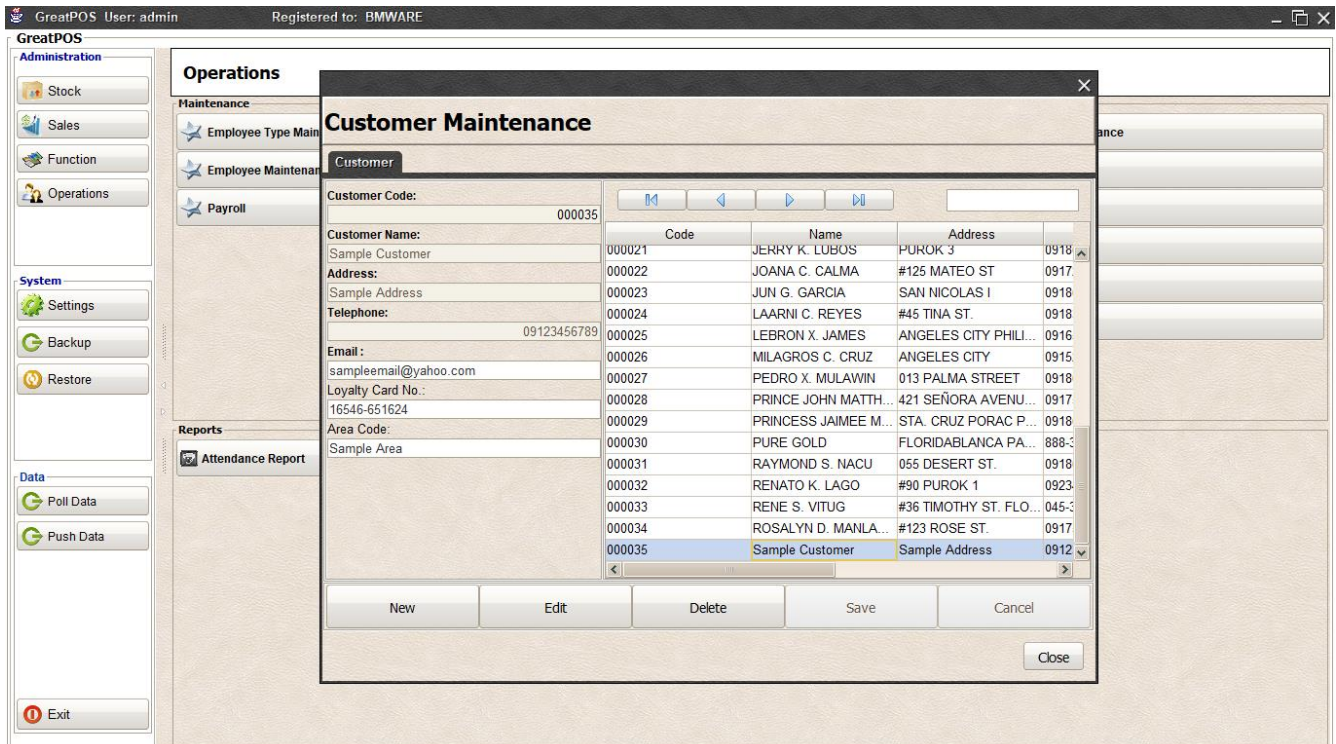 GreatPOS User: admin Registered to: BMWARE
GreatPOS
Administration
Stock
Sales
Function
Operations
System
Settings
Backup
Restore
Data
Poll Data
Push Data
Exit
Operations
Maintenance
Employee Type Main
Employee Maintenan
Payroll
ance
Reports
Attendance Report
Customer Maintenance
Customer
Customer Code:
000035
Customer Name:
Sample Customer
Address:
Sample Address
Telephone:
09123456789
Email :
sampleemail@yahoo.com
Loyalty Card No.:
16546-651624
Area Code:
Sample Area
Code Name Address
000021 JERRY K. LUBOS PUROK 3 0918
000022 JOANA C. CALMA #125 MATEO ST 0917
000023 JUN G. GARCIA SAN NICOLAS I 0918
000024 LAARNI C. REYES #45 TINA ST. 0918
000025 LEBRON X. JAMES ANGELES CITY PHILI... 0916
000026 MILAGROS C. CRUZ ANGELES CITY 0915
000027 PEDRO X. MULAWIN 013 PALMA STREET 0918
000028 PRINCE JOHN MATTH... 421 SEÑORA AVENU... 0917
000029 PRINCESS JAIMEE M... STA. CRUZ PORAC P... 0918
000030 PURE GOLD FLORIDABLANCA PA... 888-3
000031 RAYMOND S. NACU 055 DESERT ST. 0918
000032 RENATO K. LAGO #90 PUROK 1 0923
000033 RENE S. VITUG #36 TIMOTHY ST. FLO... 045-3
000034 ROSALYN D. MANLA... #123 ROSE ST. 0917
000035 Sample Customer Sample Address 0912
New Edit Delete Save Cancel
Close